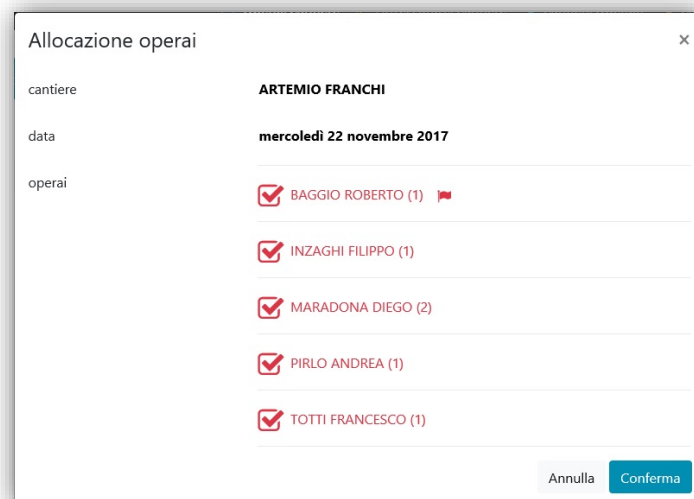 Allocazione operai ×
cantiere ARTEMIO FRANCHI
data mercoledì 22 novembre 2017
operai
BAGGIO ROBERTO (1)
INZAGHI FILIPPO (1)
MARADONA DIEGO (2)
PIRLO ANDREA (1)
TOTTI FRANCESCO (1)
Annulla Conferma